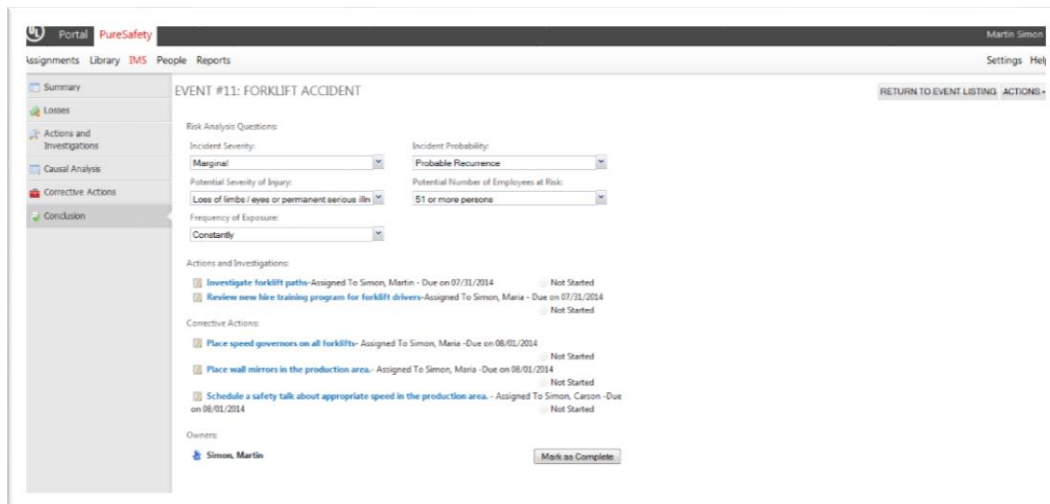 UL Portal PureSafety Martin Simon
Assignments Library IMS People Reports Settings Help
Summary
EVENT #11: FORKLIFT ACCIDENT
RETURN TO EVENT LISTING ACTIONS
Losses
Actions and
Investigations
Causal Analysis
Corrective Actions
Conclusion
Risk Analysis Questions:
Incident Severity: Incident Probability:
Marginal Probable Recurrence
Potential Severity of Injury: Potential Number of Employees at Risk:
Loss of limbs / eyes or permanent serious illn 51 or more persons
Frequency of Exposure:
Constantly
Actions and Investigations:
Investigate forklift paths-Assigned To Simon, Martin - Due on 07/31/2014 Not Started
Review new hire training program for forklift drivers-Assigned To Simon, Maria - Due on 07/31/2014
Not Started
Corrective Actions:
Place speed governors on all forklifts- Assigned To Simon, Maria -Due on 08/01/2014
Not Started
Place wall mirrors in the production area.- Assigned To Simon, Maria -Due on 08/01/2014
Not Started
Schedule a safety talk about appropriate speed in the production area. - Assigned To Simon, Carson -Due
on 08/01/2014 Not Started
Owners:
Simon, Martin Mark as Complete